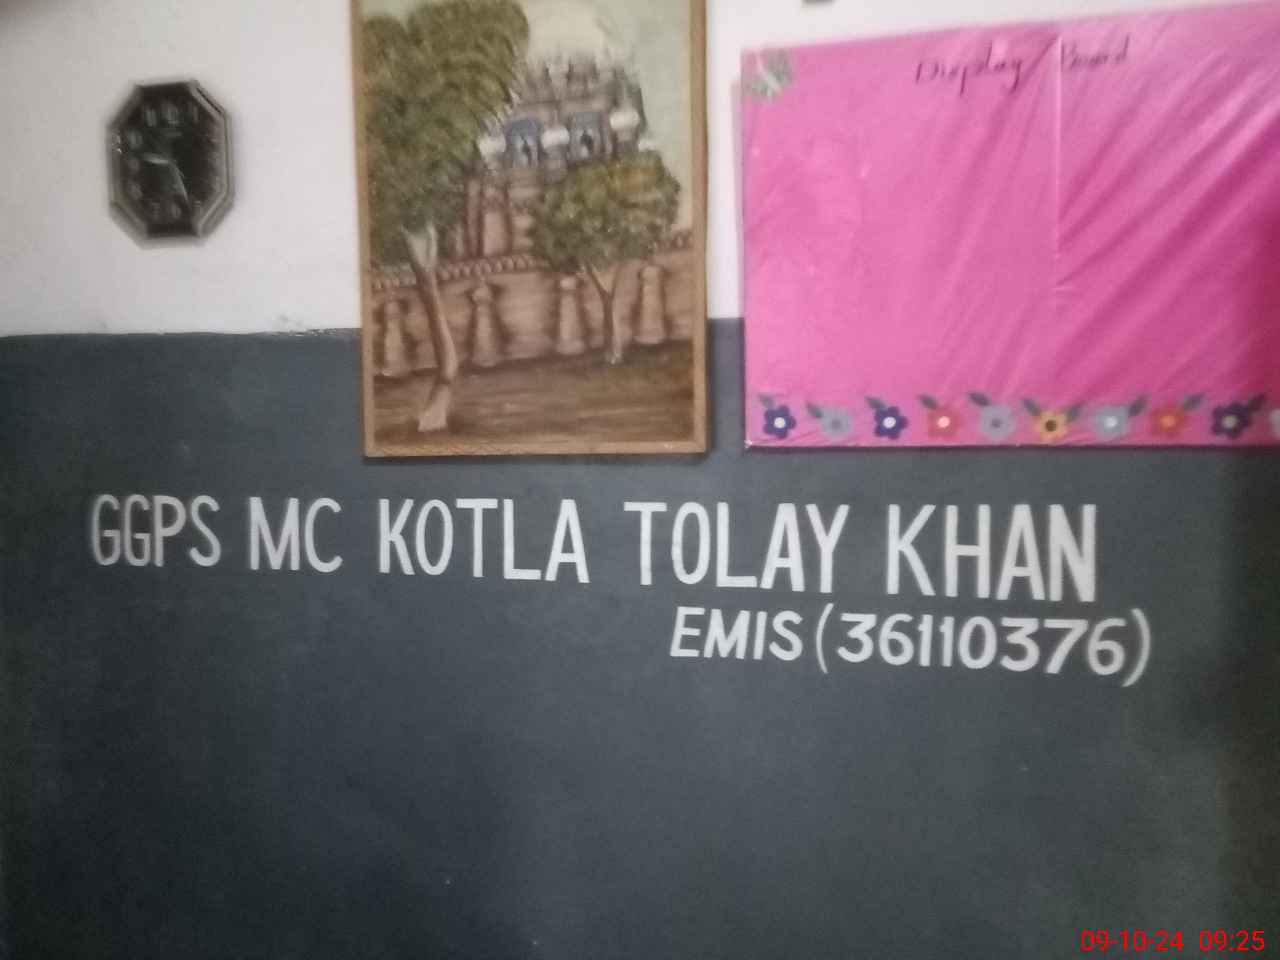 Display Board
GGPS MC KOTLA TOLAY KHAN
EMIS (36110376)
09-10-24 09:25